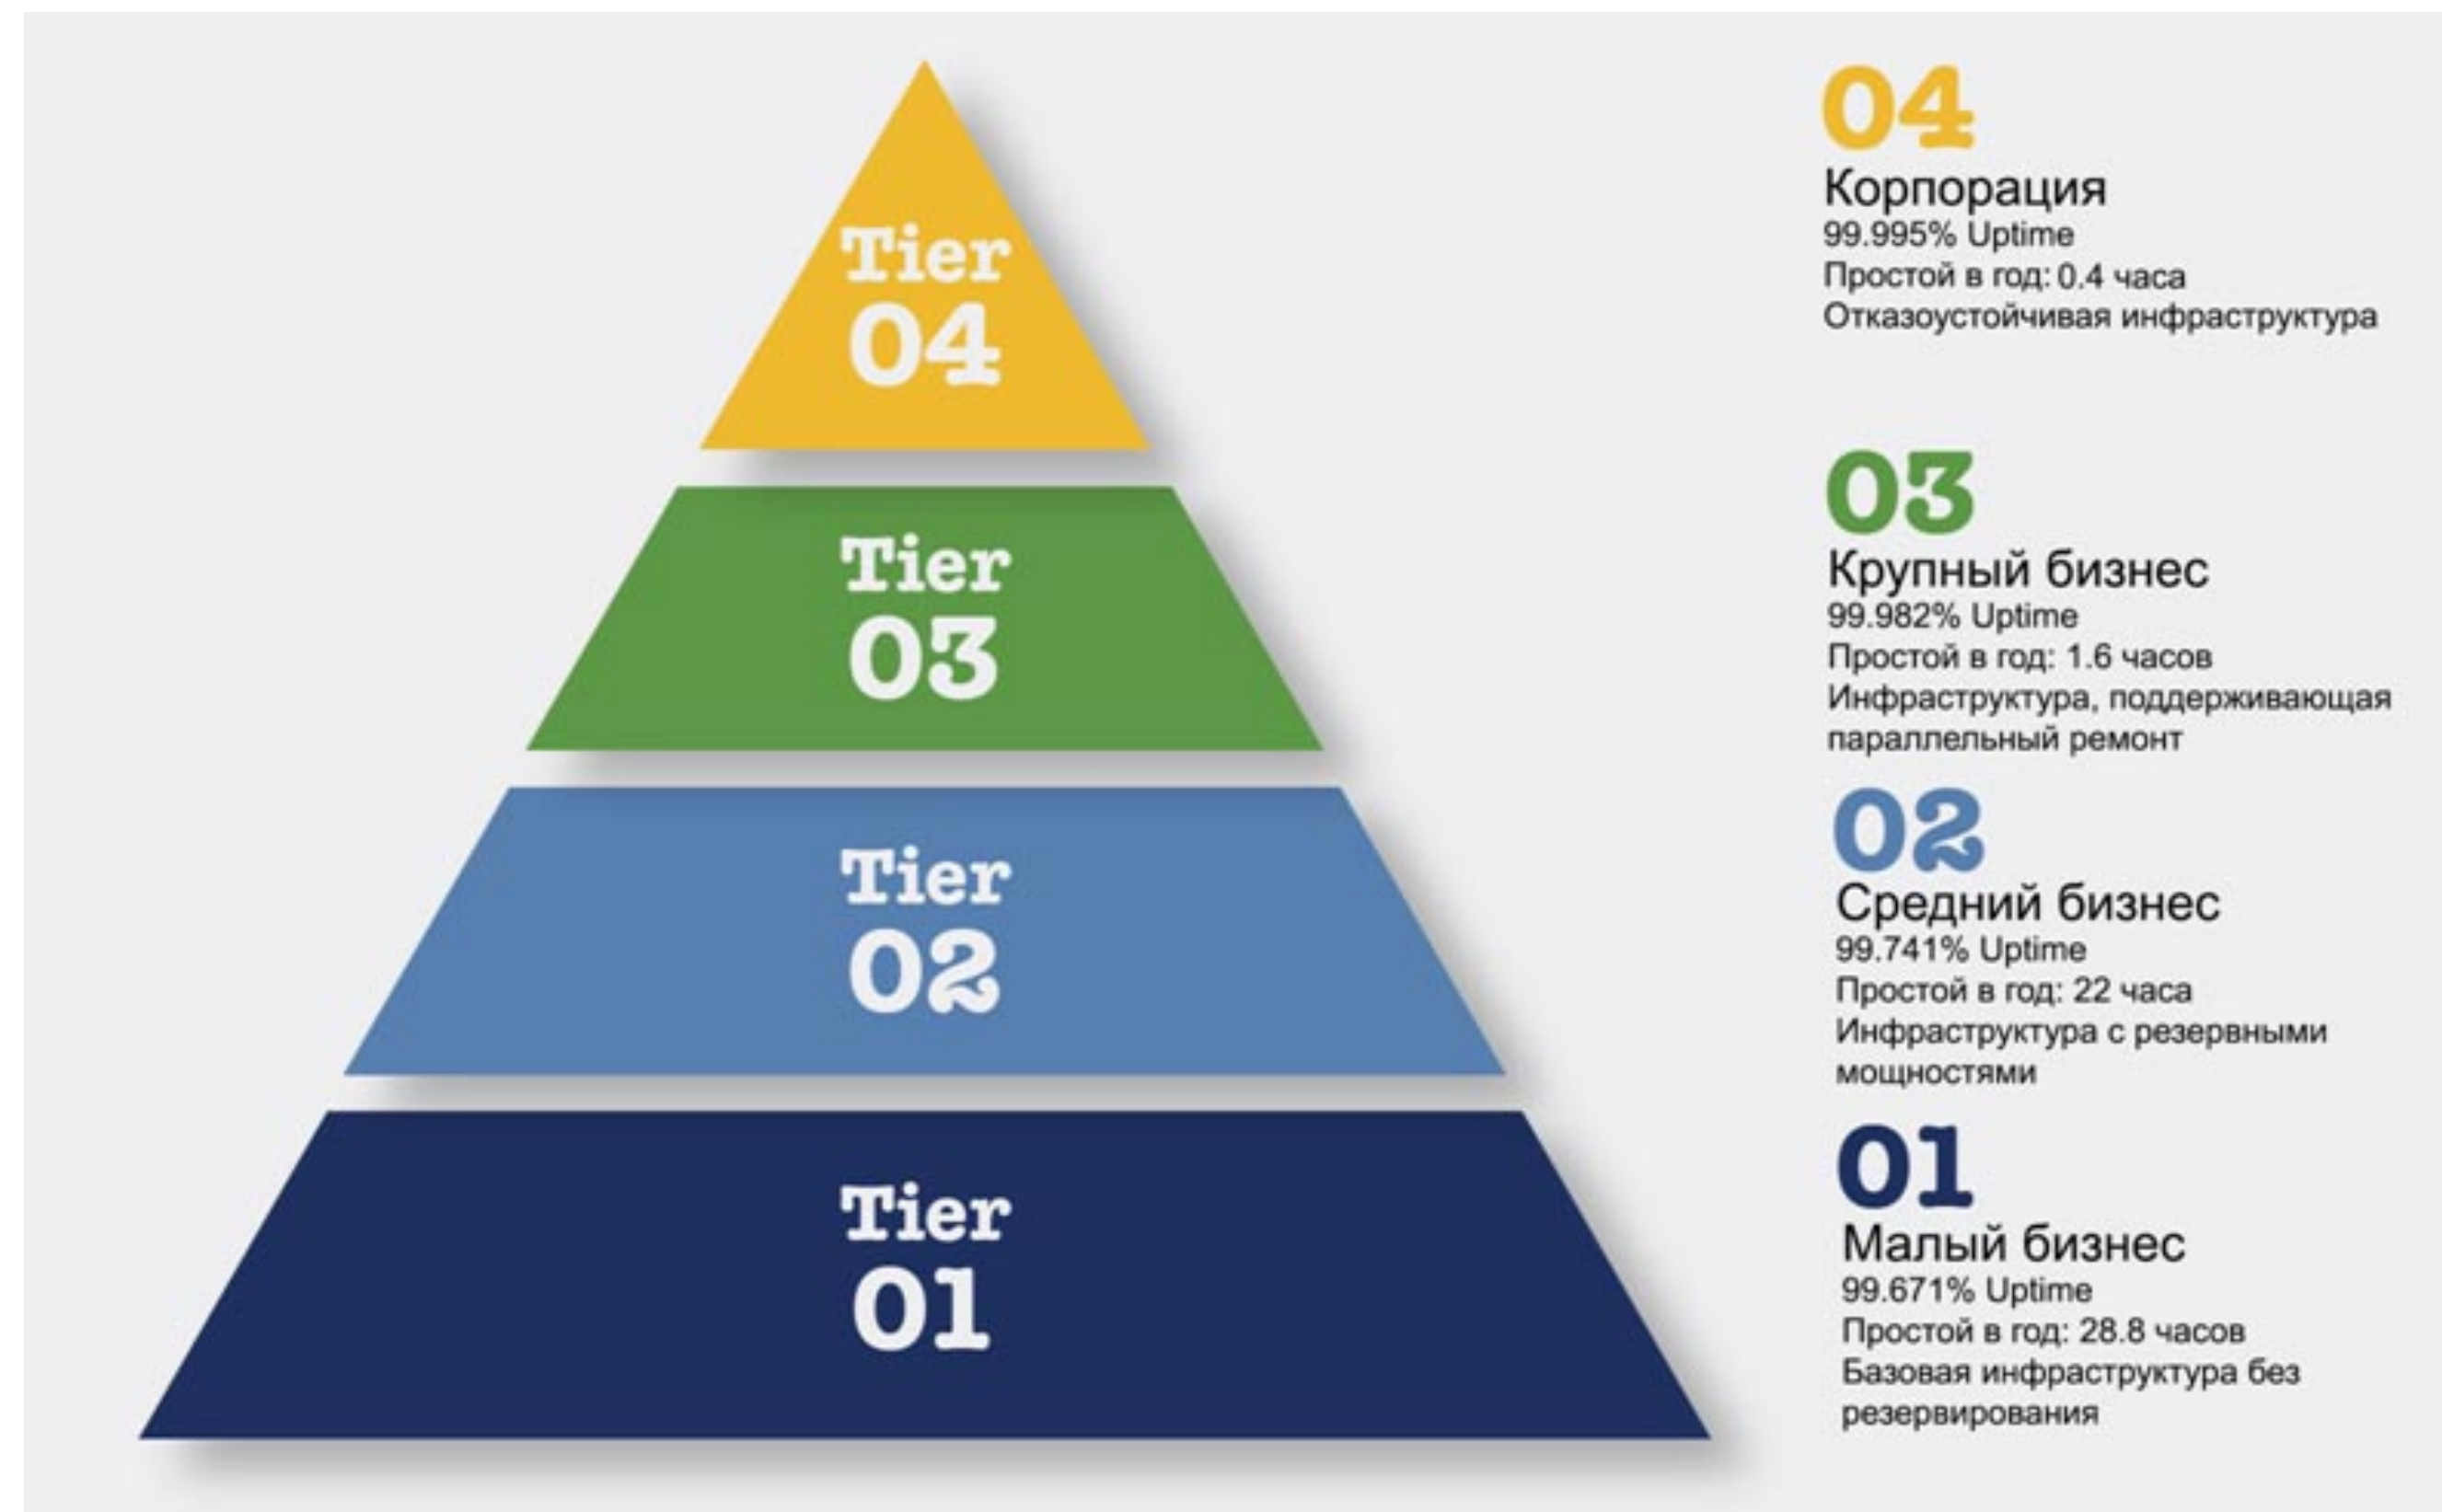 Tier
04
Tier
03
Tier
02
Tier
01
04
Корпорация
99.995% Uptime
Простой в год: 0.4 часа
Отказоустойчивая инфраструктура
03
Крупный бизнес
99.982% Uptime
Простой в год: 1.6 часов
Инфраструктура, поддерживающая
параллельный ремонт
02
Средний бизнес
99.741% Uptime
Простой в год: 22 часа
Инфраструктура с резервными
мощностями
01
Малый бизнес
99.671% Uptime
Простой в год: 28.8 часов
Базовая инфраструктура без
резервирования